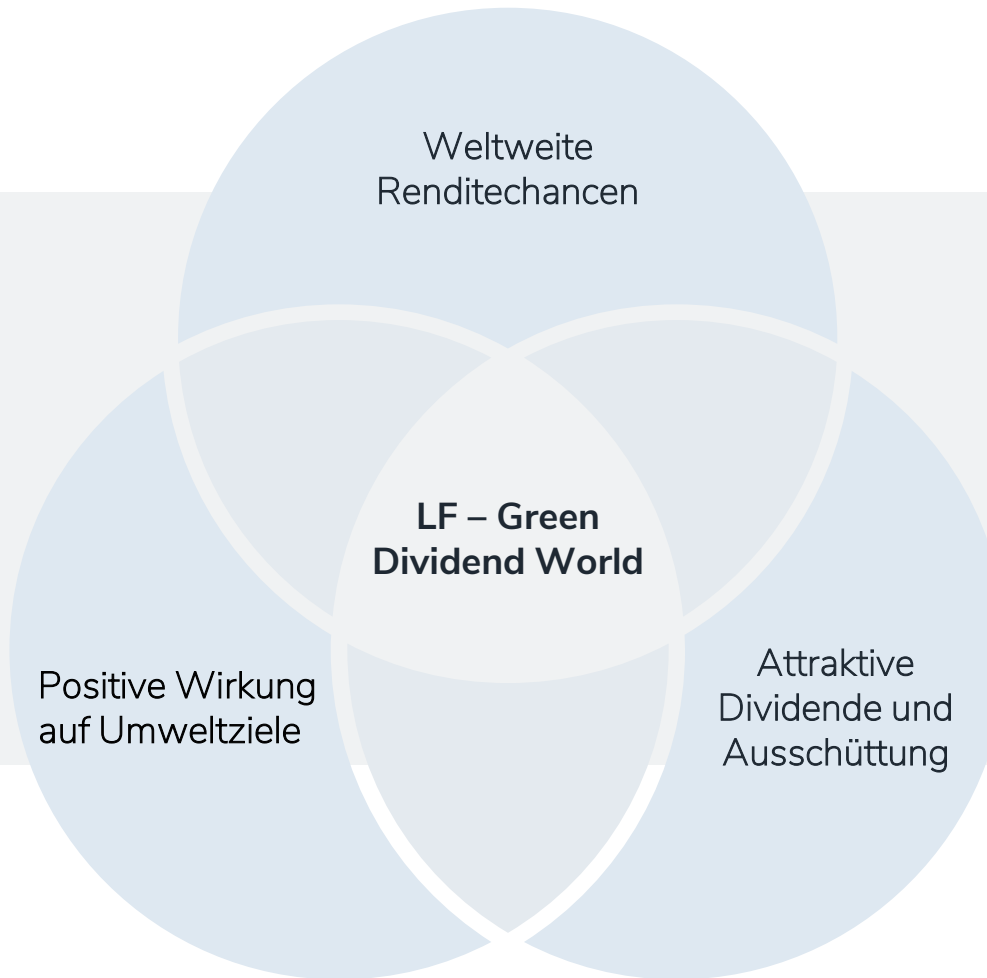 Weltweite
Renditechancen
LF – Green
Dividend World
Positive Wirkung
auf Umweltziele
Attraktive
Dividende und
Ausschüttung